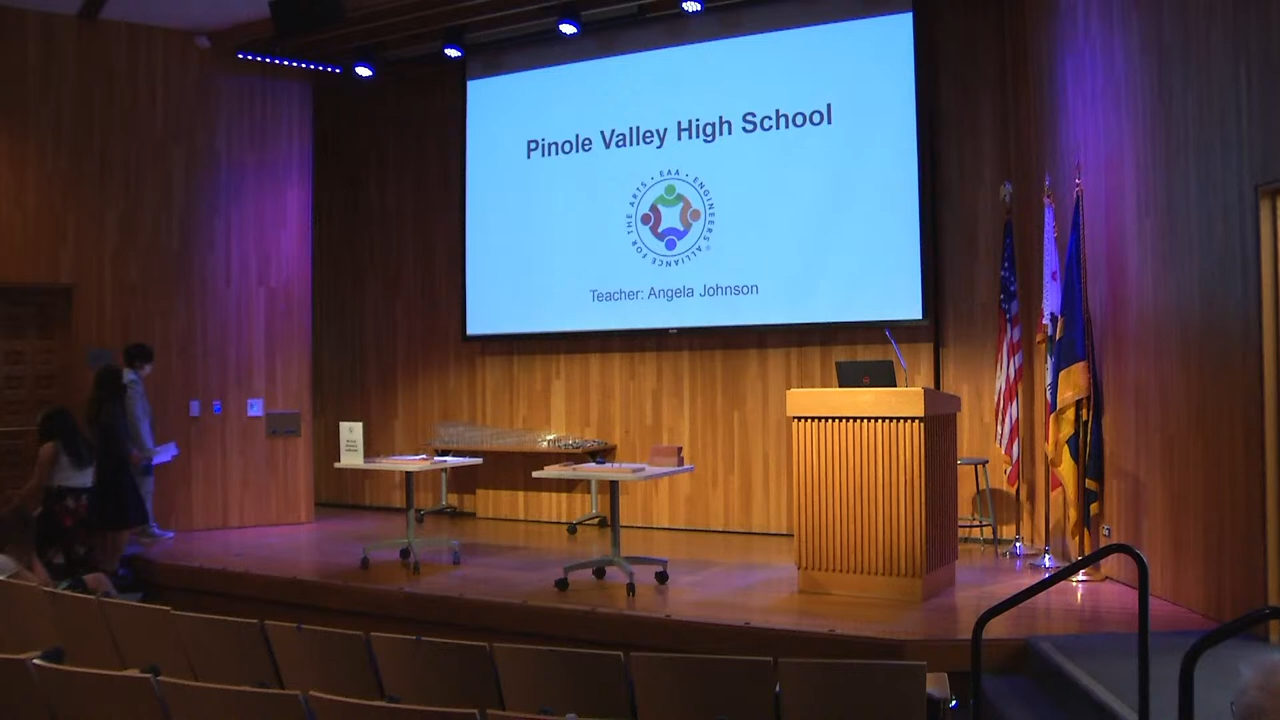 Pinole Valley High School
EAA • ENGINEERS ALLIANCE FOR THE ARTS •
Teacher: Angela Johnson